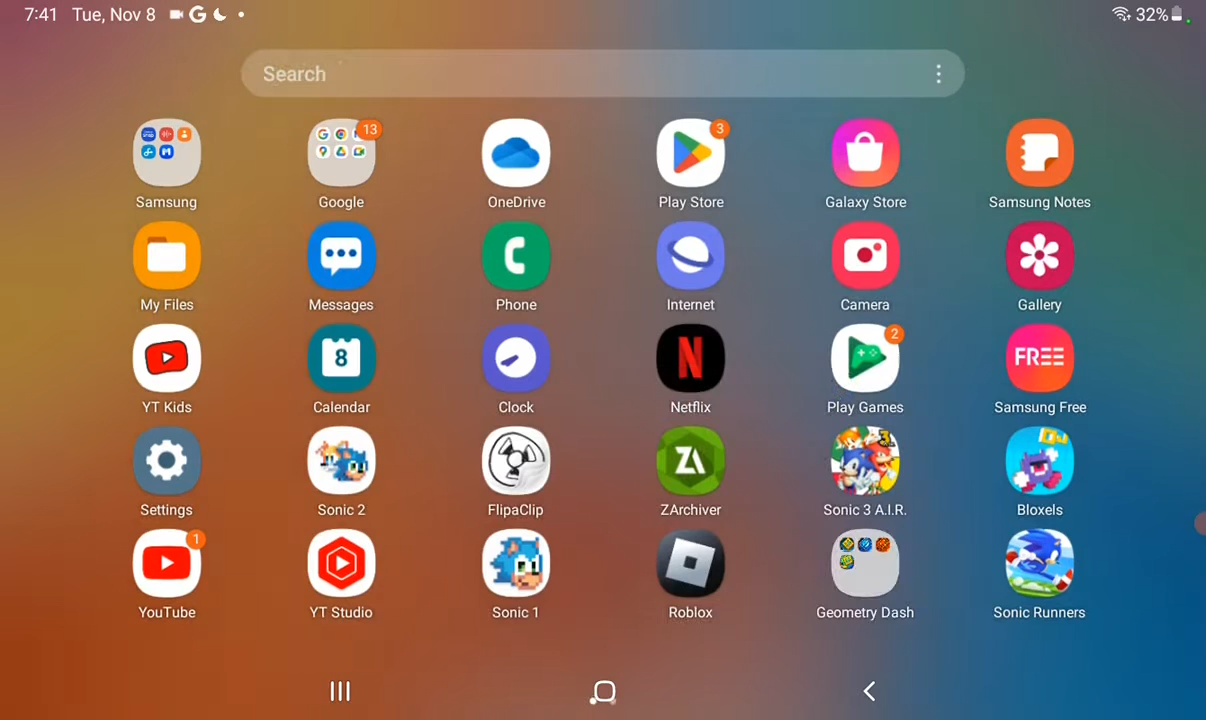 7:41 Tue, Nov 8 G 32%
Search
13 3
Samsung Google OneDrive Play Store Galaxy Store Samsung Notes
My Files Messages Phone Internet Camera Gallery
8 N 2 FREE
YT Kids Calendar Clock Netflix Play Games Samsung Free
ZA 3
Settings Sonic 2 FlipaClip ZArchiver Sonic 3 A.I.R. Bloxels
1
YouTube YT Studio Sonic 1 Roblox Geometry Dash Sonic Runners